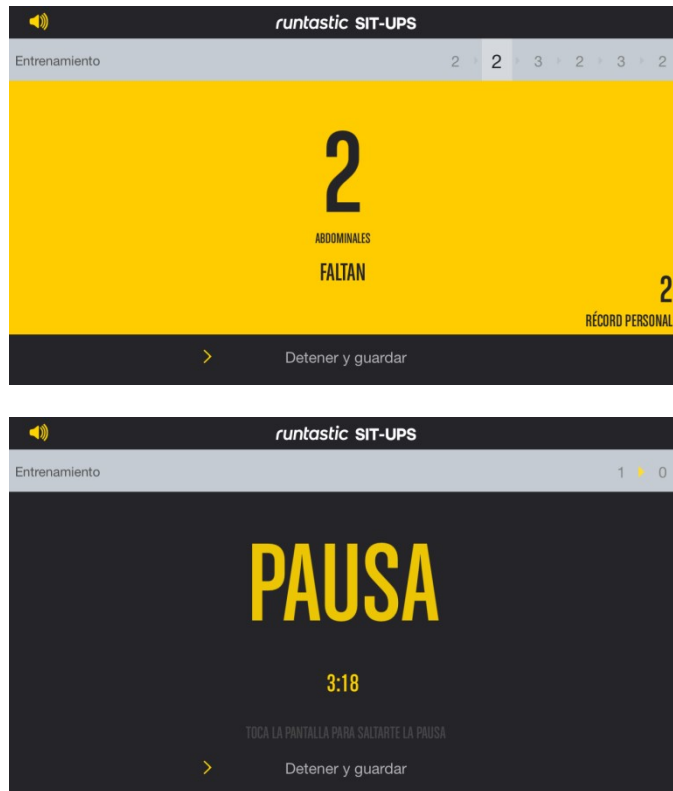 runtastic SIT-UPS
Entrenamiento 2 2 3 2 3 2
2
ABDOMINALES
FALTAN
2
RÉCORD PERSONAL
Detener y guardar
runtastic SIT-UPS
Entrenamiento 1 0
PAUSA
3:18
TOCA LA PANTALLA PARA SALTARTE LA PAUSA
Detener y guardar